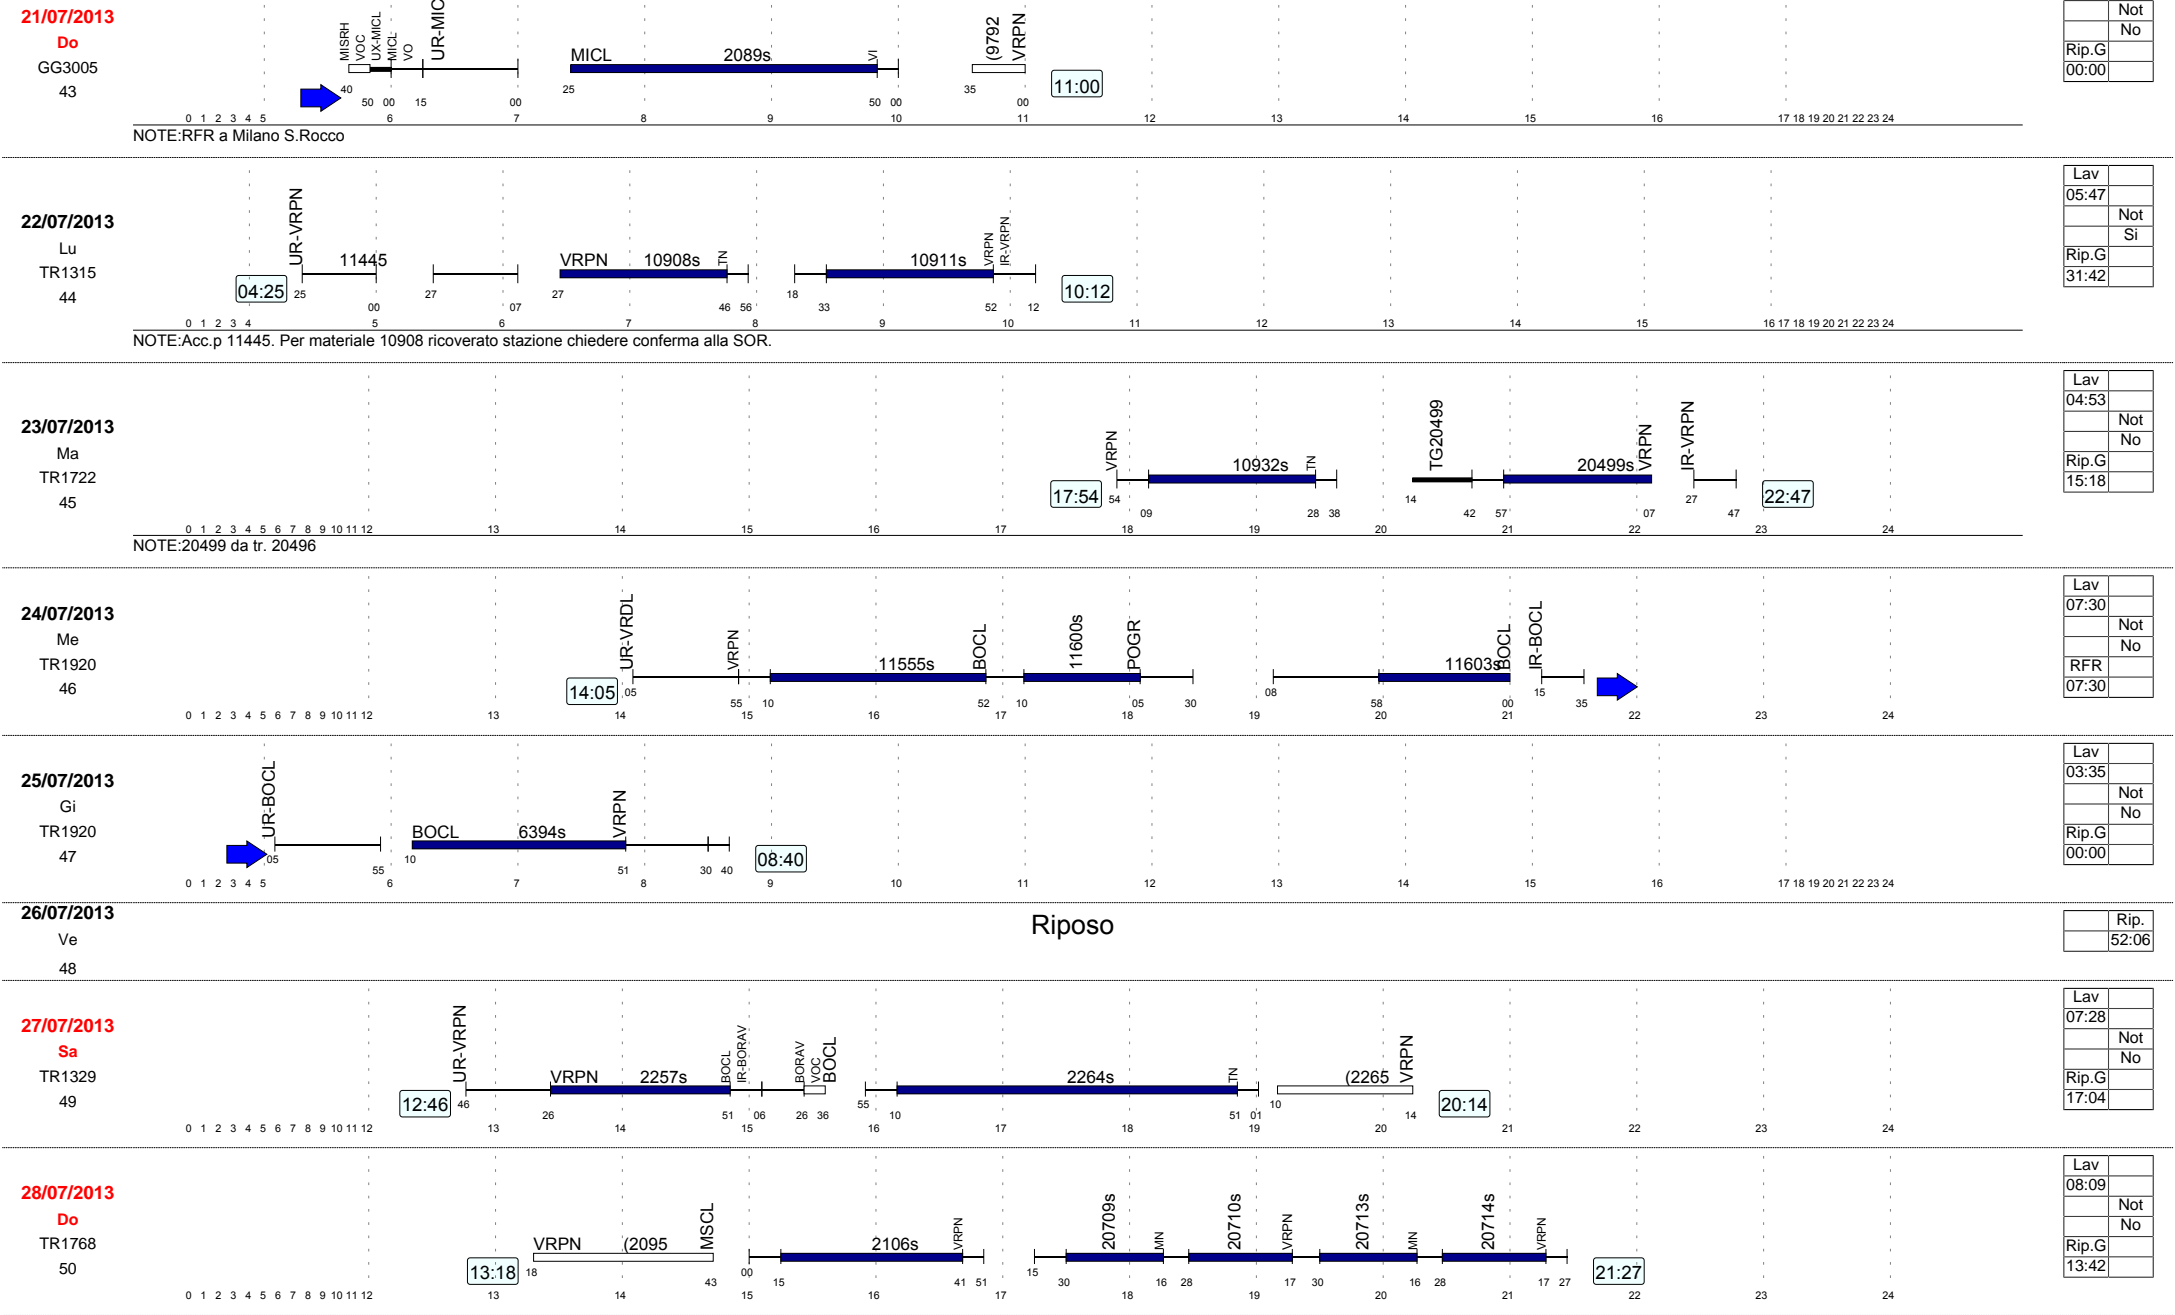 21/07/2013
Do
GG3005
43
MISRH
VOC
UX-MICL
MICL
VO
UR-MIC
MICL 2089s VI
(9792 VRPN
40 50 00 15 00 25 50 00 35 00
11:00
0 1 2 3 4 5 6 7 8 9 10 11 12 13 14 15 16 17 18 19 20 21 22 23 24
NOTE:RFR a Milano S.Rocco
Not
No
Rip.G
00:00
22/07/2013
Lu
TR1315
44
04:25
UR-VRPN 11445
VRPN 10908s TN
10911s VRPN IR-VRPN
25 00 27 07 27 46 56 18 33 52 12
10:12
0 1 2 3 4 5 6 7 8 9 10 11 12 13 14 15 16 17 18 19 20 21 22 23 24
NOTE:Acc.p 11445. Per materiale 10908 ricoverato stazione chiedere conferma alla SOR.
Lav
05:47
Not
Si
Rip.G
31:42
23/07/2013
Ma
TR1722
45
17:54
VRPN 10932s TN
TG20499 20499s VRPN IR-VRPN
54 09 28 38 14 42 57 07 27 47
22:47
0 1 2 3 4 5 6 7 8 9 10 11 12 13 14 15 16 17 18 19 20 21 22 23 24
NOTE:20499 da tr. 20496
Lav
04:53
Not
No
Rip.G
15:18
24/07/2013
Me
TR1920
46
14:05
UR-VRDL VRPN 11555s BOCL 11600s POGR
11603s BOCL IR-BOCL
05 55 10 52 10 05 30 08 58 00 15 35
0 1 2 3 4 5 6 7 8 9 10 11 12 13 14 15 16 17 18 19 20 21 22 23 24
Lav
07:30
Not
No
RFR
07:30
25/07/2013
Gi
TR1920
47
UR-BOCL BOCL 6394s VRPN
05 55 10 51 30 40
08:40
0 1 2 3 4 5 6 7 8 9 10 11 12 13 14 15 16 17 18 19 20 21 22 23 24
Lav
03:35
Not
No
Rip.G
00:00
26/07/2013
Ve
48
Riposo
Rip.
52:06
27/07/2013
Sa
TR1329
49
12:46
UR-VRPN VRPN 2257s BOCL IR-BORAV BORAV VOC BOCL
2264s TN (2265 VRPN
46 26 51 06 26 36 55 10 51 01 10 14
20:14
0 1 2 3 4 5 6 7 8 9 10 11 12 13 14 15 16 17 18 19 20 21 22 23 24
Lav
07:28
Not
No
Rip.G
17:04
28/07/2013
Do
TR1768
50
13:18
VRPN (2095 MSCL 2106s VRPN
20709s MN 20710s VRPN 20713s MN 20714s VRPN
18 43 00 15 41 51 15 30 16 28 17 30 16 28 17 27
21:27
0 1 2 3 4 5 6 7 8 9 10 11 12 13 14 15 16 17 18 19 20 21 22 23 24
Lav
08:09
Not
No
Rip.G
13:42